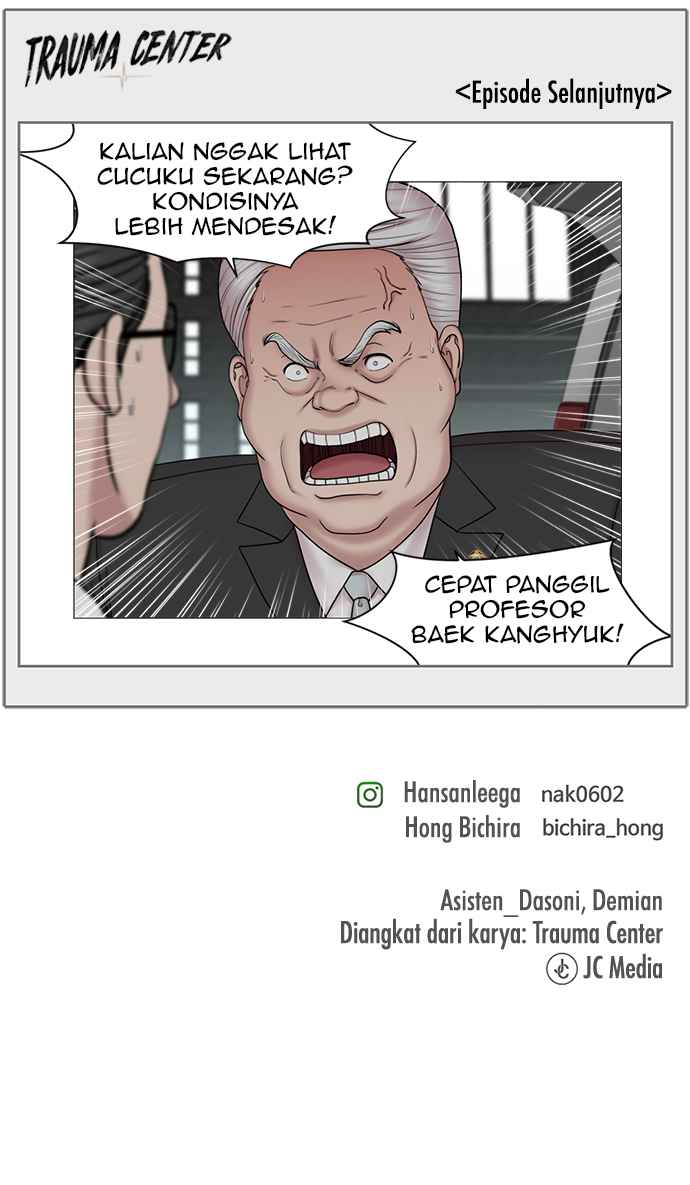 TRAUMA CENTER
<Episode Selanjutnya>
KALIAN NGGAK LIHAT
CUCUKU SEKARANG?
KONDISINYA
LEBIH MENDESAK!
CEPAT PANGGIL
PROFESOR
BAEK KANGHYUK!
Hansanleega nak0602
Hong Bichira bichira_hong
Asisten_Dasoni, Demian
Diangkat dari karya: Trauma Center
JC JC Media